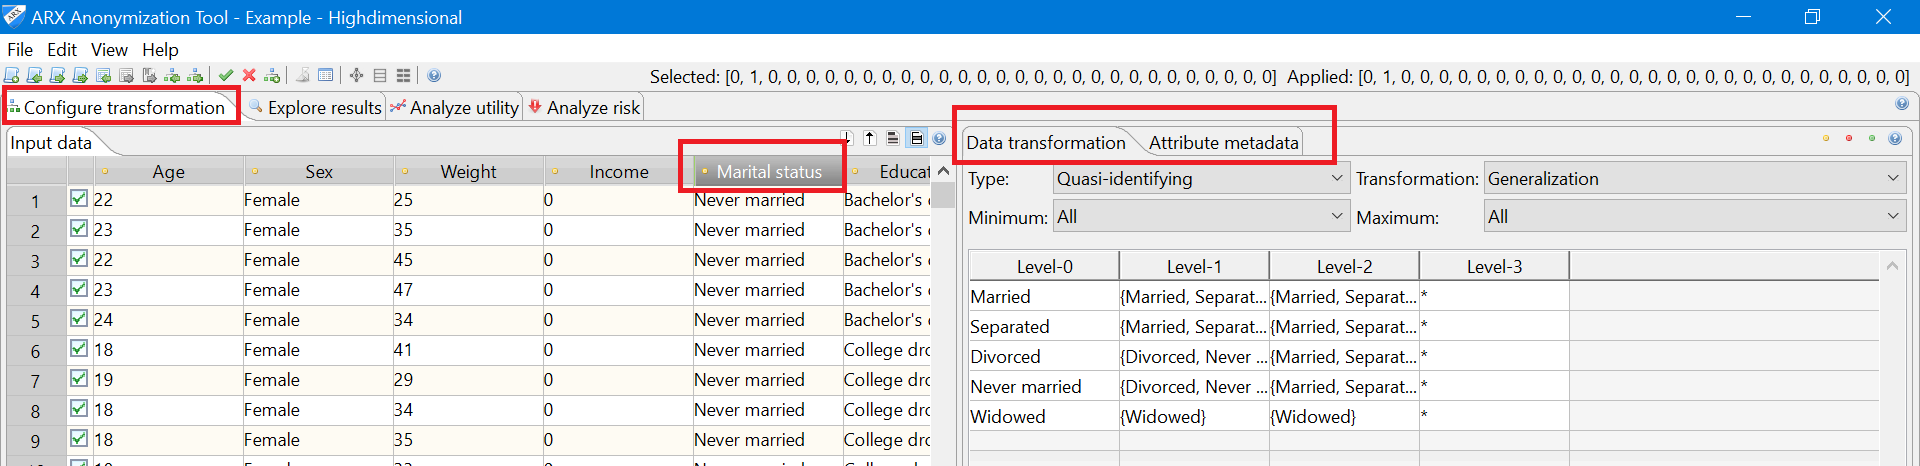 ARX Anonymization Tool - Example - Highdimensional
File Edit View Help
Selected: [0, 1, 0, 0, 0, 0, 0, 0, 0, 0, 0, 0, 0, 0, 0, 0, 0, 0, 0, 0, 0, 0, 0, 0, 0, 0, 0, 0, 0] Applied: [0, 1, 0, 0, 0, 0, 0, 0, 0, 0, 0, 0, 0, 0, 0, 0, 0, 0, 0, 0, 0, 0, 0, 0, 0, 0, 0, 0, 0]
Configure transformation Explore results Analyze utility Analyze risk
Input data
Age Sex Weight Income Marital status Educat
1 22 Female 25 0 Never married Bachelor's
2 23 Female 35 0 Never married Bachelor's
3 22 Female 45 0 Never married Bachelor's
4 23 Female 47 0 Never married Bachelor's
5 24 Female 34 0 Never married Bachelor's
6 18 Female 41 0 Never married College dro
7 19 Female 29 0 Never married College dro
8 18 Female 34 0 Never married College dro
9 18 Female 35 0 Never married College dro
Data transformation Attribute metadata
Type: Quasi-identifying Transformation: Generalization
Minimum: All Maximum: All
Level-0 Level-1 Level-2 Level-3
Married {Married, Separat... {Married, Separat... *
Separated {Married, Separat... {Married, Separat... *
Divorced {Divorced, Never ... {Married, Separat... *
Never married {Divorced, Never ... {Married, Separat... *
Widowed {Widowed} {Widowed} *